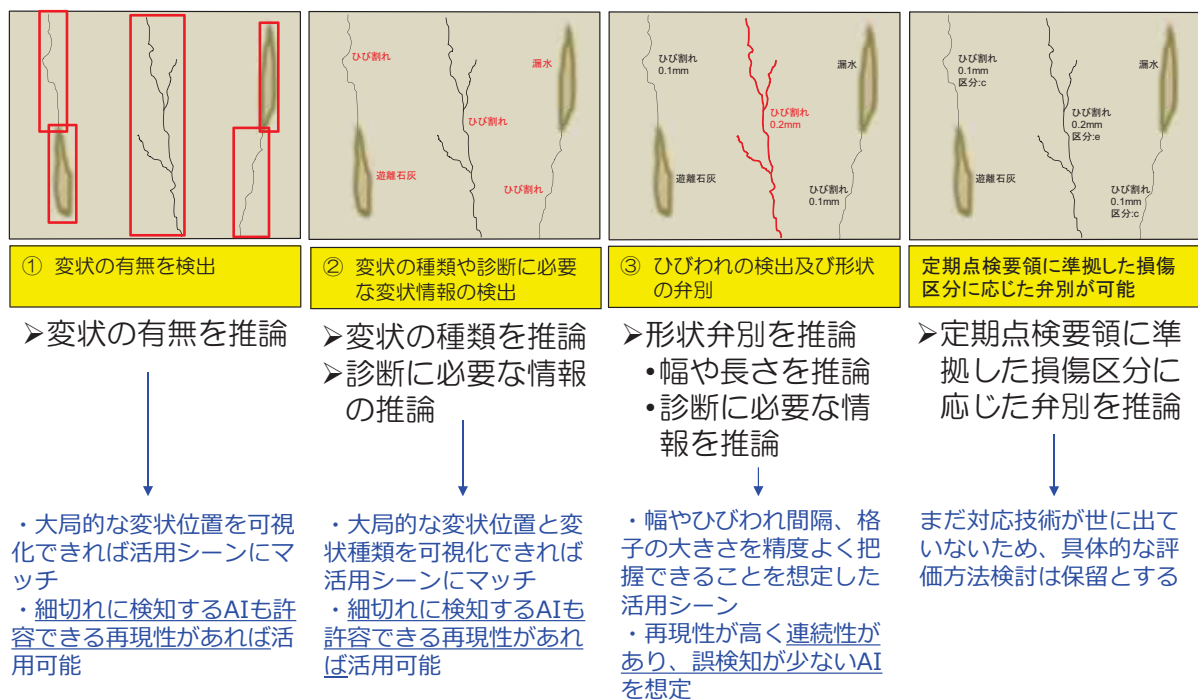 ひび割れ
漏水
ひび割れ
遊離石灰
ひび割れ
ひび割れ
0.1mm
漏水
ひび割れ
0.2mm
遊離石灰
ひび割れ
0.1mm
ひび割れ
0.1mm
区分:c
漏水
ひび割れ
0.2mm
区分:e
遊離石灰
ひび割れ
0.1mm
区分:c
① 変状の有無を検出
② 変状の種類や診断に必要
な変状情報の検出
③ ひびわれの検出及び形状
の弁別
定期点検要領に準拠した損傷
区分に応じた弁別が可能
➢変状の有無を推論
➢変状の種類を推論
➢診断に必要な情報
の推論
➢形状弁別を推論
•幅や長さを推論
•診断に必要な情
報を推論
➢定期点検要領に準
拠した損傷区分に
応じた弁別を推論
・大局的な変状位置を可視
化できれば活用シーンにマ
ッチ
・細切れに検知するAIも許
容できる再現性があれば活
用可能
・大局的な変状位置と変
状種類を可視化できれば
活用シーンにマッチ
・細切れに検知するAIも
許容できる再現性があれ
ば活用可能
・幅やひびわれ間隔、格
子の大きさを精度よく把
握できることを想定した
活用シーン
・再現性が高く連続性が
あり、誤検知が少ないAI
を想定
まだ対応技術が世に出て
いないため、具体的な評
価方法検討は保留とする